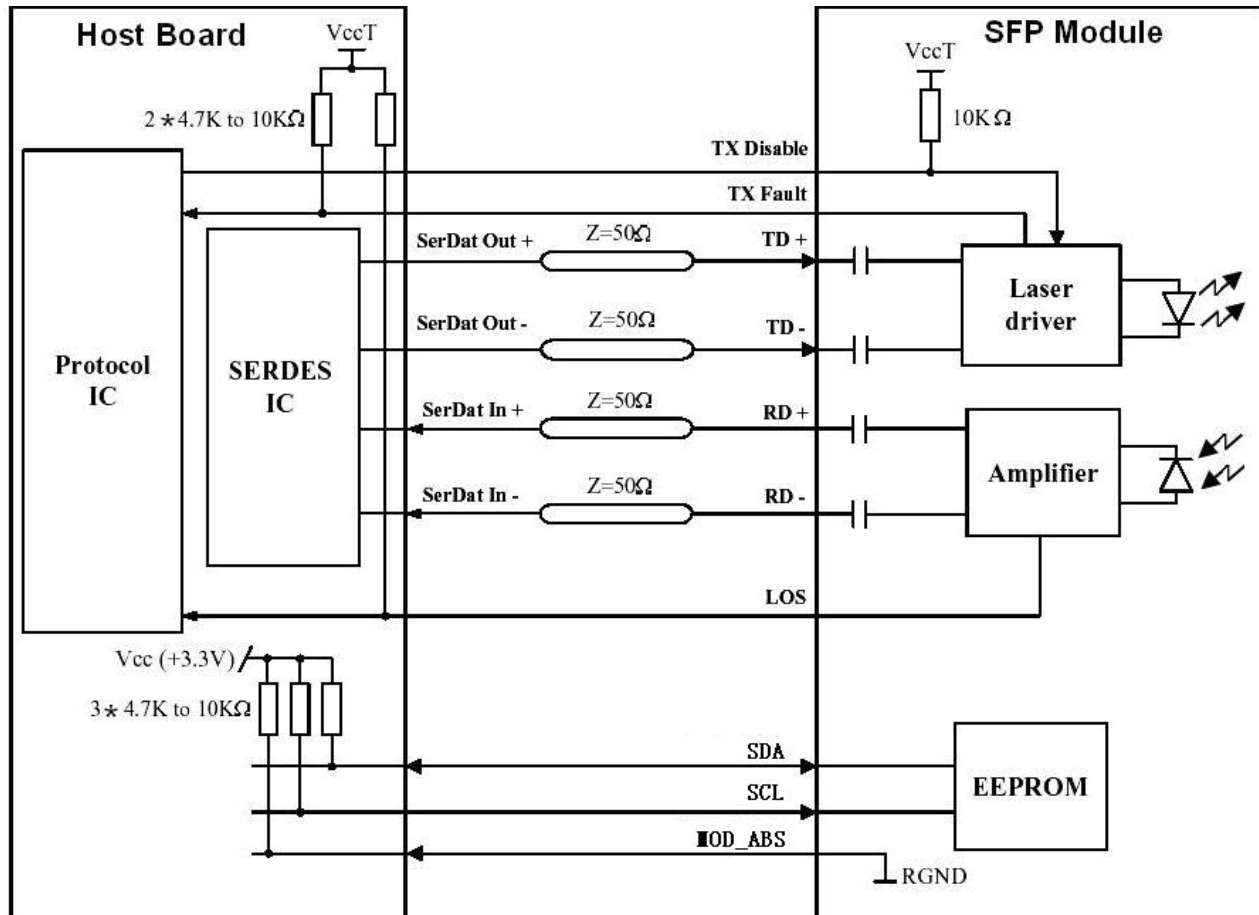 Host Board
SFP Module
VccT
VccT
2*4.7K to 10KΩ
10KΩ
TX Disable
TX Fault
SerDat Out +
Z=50Ω
TD +
SerDat Out -
Z=50Ω
TD -
Laser
driver
Protocol
IC
SERDES
IC
SerDat In +
Z=50Ω
RD +
SerDat In -
Z=50Ω
RD -
Amplifier
LOS
Vcc (+3.3V)
3*4.7K to 10KΩ
SDA
SCL
MOD_ABS
EEPROM
RGND